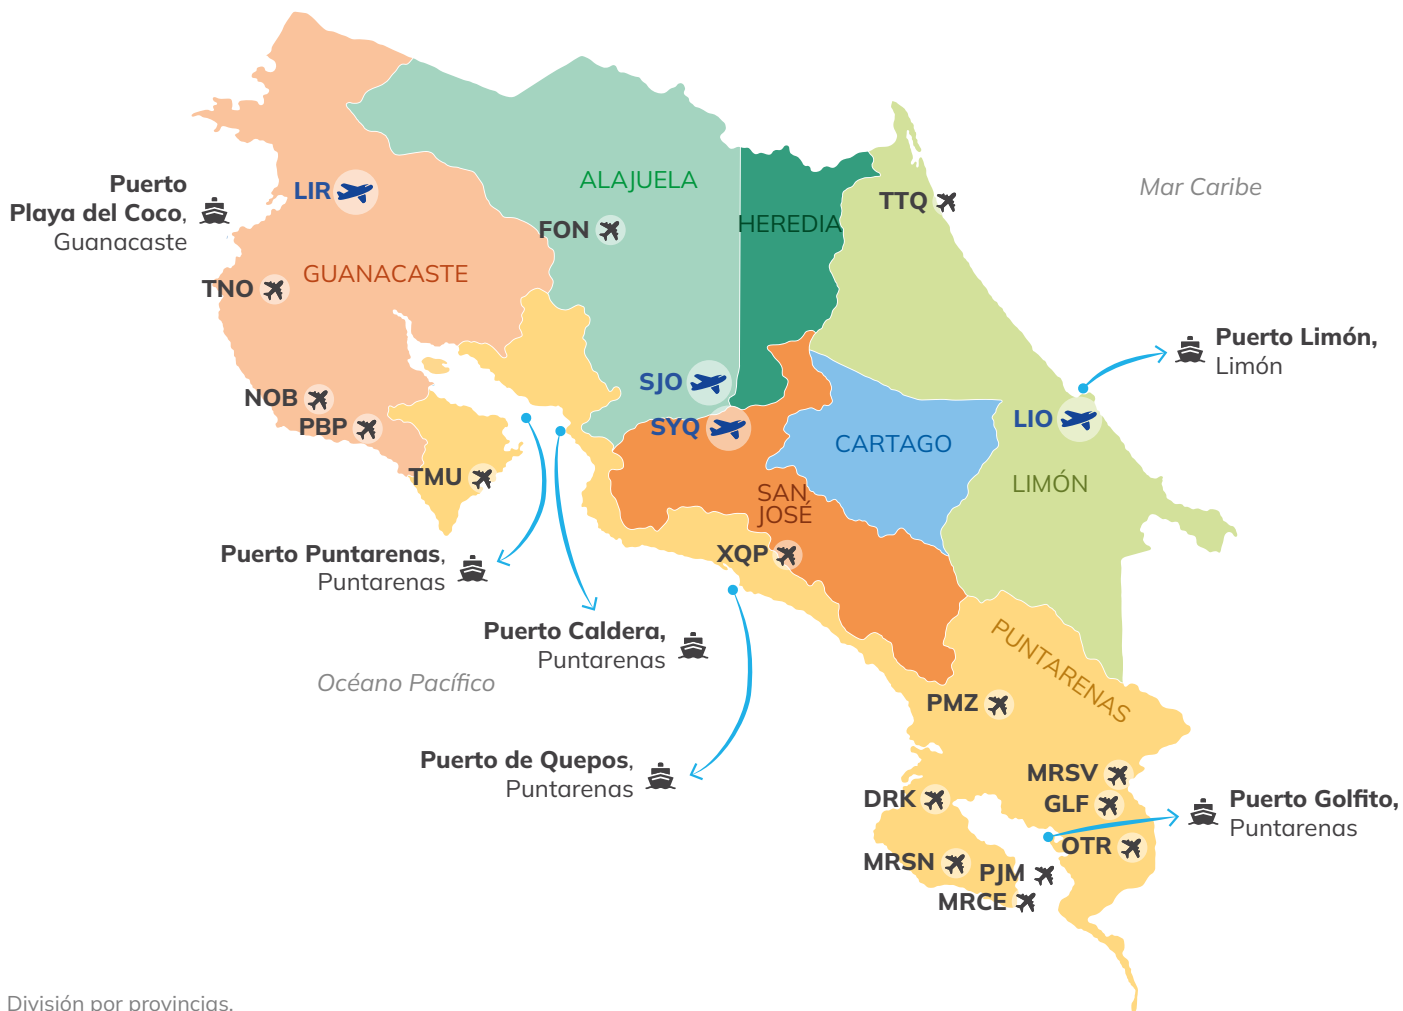 Puerto
Playa del Coco,
Guanacaste
LIR
ALAJUELA
Mar Caribe
FON
HEREDIA
TTQ
GUANACASTE
TNO
Puerto Limón,
Limón
SJO
NOB
PBP
SYQ
LIO
CARTAGO
TMU
SAN
JOSÉ
LIMÓN
Puerto Puntarenas,
Puntarenas
XQP
Puerto Caldera,
Puntarenas
PUNTARENAS
Océano Pacífico
PMZ
Puerto de Quepos,
Puntarenas
MRSV
DRK
GLF
Puerto Golfito,
Puntarenas
OTR
MRSN
PJM
MRCE
División por provincias.